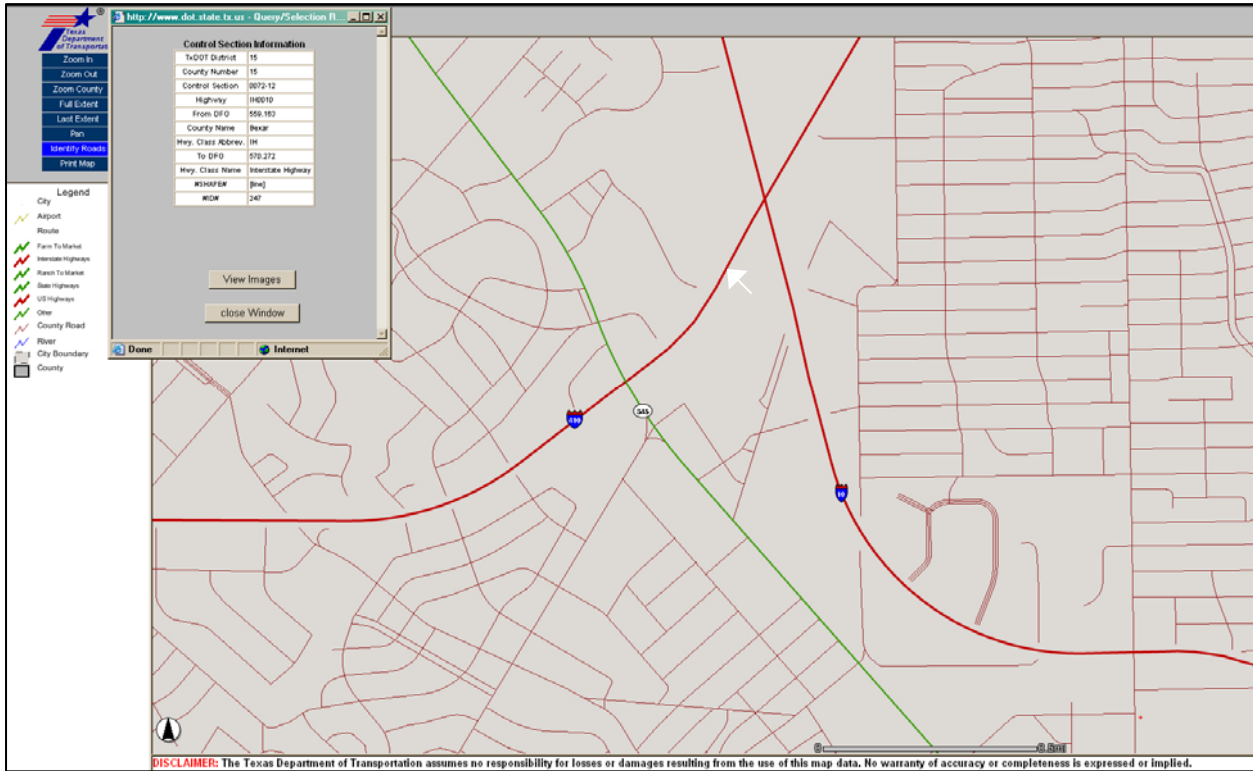 Texas
Department
of Transportation
Zoom In
Zoom Out
Zoom County
Full Extent
Last Extent
Pan
Identify Roads
Print Map
Legend
City
Airport
Route
Farm To Market
Interstate Highways
Ranch To Market
State Highways
US Highways
Other
County Road
River
City Boundary
County
http://www.dot.state.tx.us - Query/Selection R...
Control Section Information
TxDOT District 15
County Number 15
Control Section 0072-12
Highway IH0010
From DFO 559.163
County Name Bexar
Hwy. Class Abbrev. IH
To DFO 570.272
Hwy. Class Name Interstate Highway
#SHAPE# [line]
#ID# 247
View Images
close Window
Done Internet
410
345
10
0 0.5mi
DISCLAIMER: The Texas Department of Transportation assumes no responsibility for losses or damages resulting from the use of this map data. No warranty of accuracy or completeness is expressed or implied.